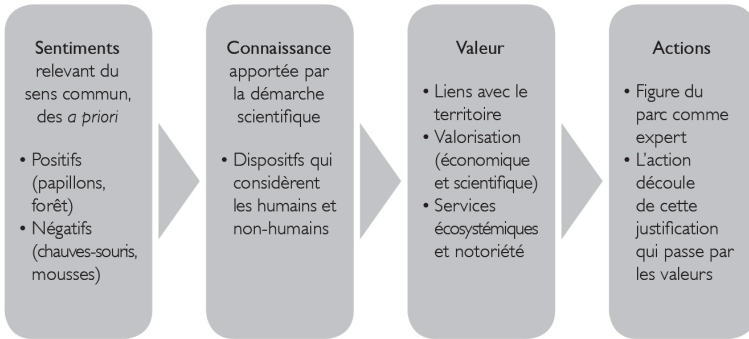 Sentiments
relevant du
sens commun,
des a priori
• Positifs
(papillons,
forêt)
• Négatifs
(chauves-souris,
mousses)
Connaissance
apportée par
la démarche
scientifique
• Dispositfs qui
considèrent
les humains et
non-humains
Valeur
• Liens avec le
territoire
• Valorisation
(économique
et scientifique)
• Services
écosystémiques
et notoriété
Actions
• Figure du
parc comme
expert
• L'action
découle
de cette
justification
qui passe par
les valeurs